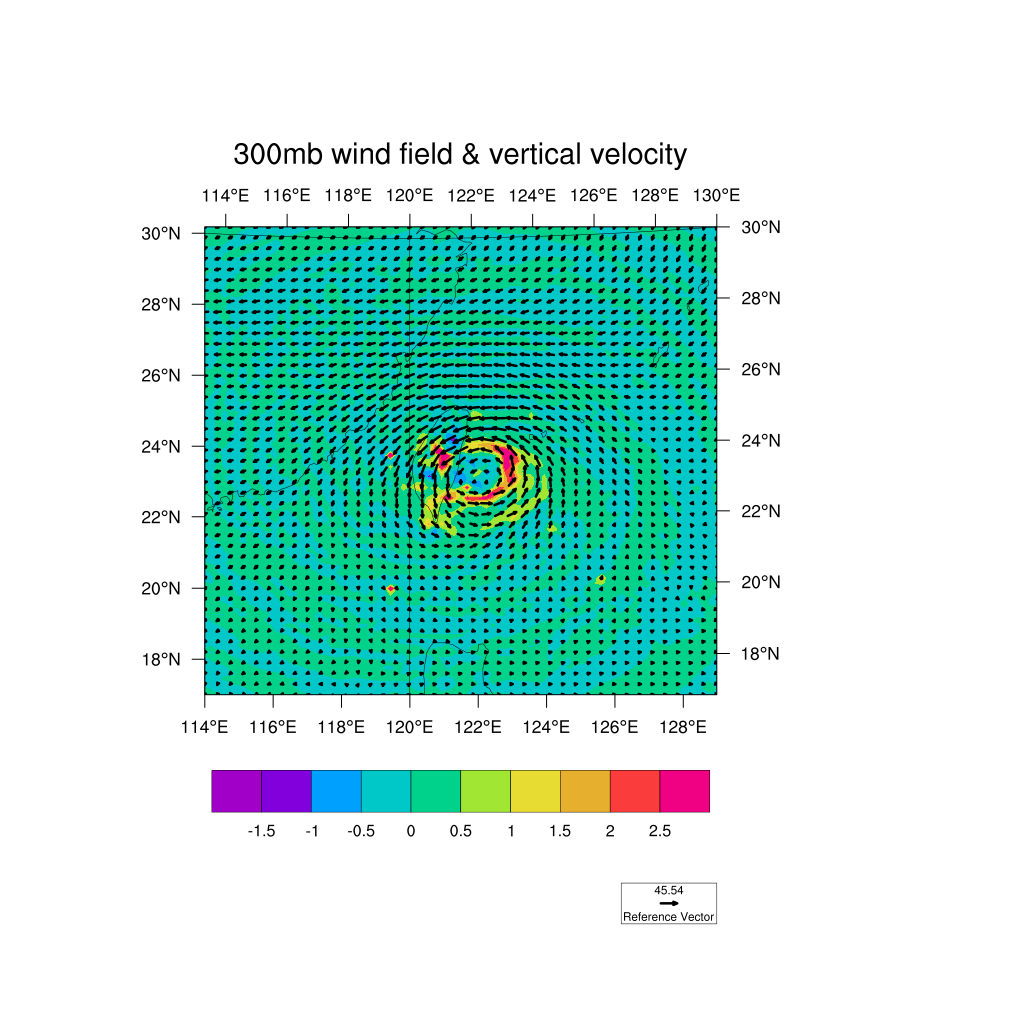 300mb wind field & vertical velocity
114°E 116°E 118°E 120°E 122°E 124°E 126°E 128°E 130°E
30°N 30°N
28°N 28°N
26°N 26°N
24°N 24°N
22°N 22°N
20°N 20°N
18°N 18°N
114°E 116°E 118°E 120°E 122°E 124°E 126°E 128°E
-1.5 -1 -0.5 0 0.5 1 1.5 2 2.5
45.54
Reference Vector